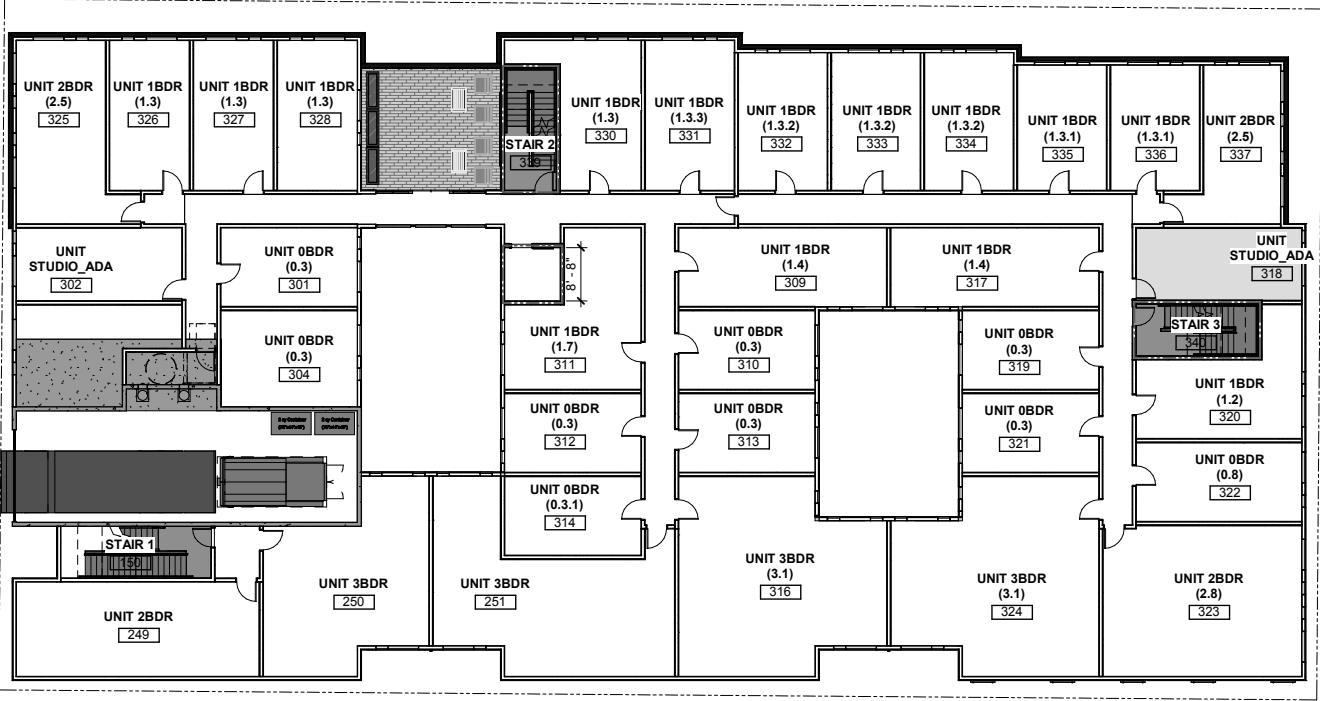 UNIT 2BDR
(2.5)
325
UNIT 1BDR
(1.3)
326
UNIT 1BDR
(1.3)
327
UNIT 1BDR
(1.3)
328
STAIR 2
339
UNIT 1BDR
(1.3)
330
UNIT 1BDR
(1.3.3)
331
UNIT 1BDR
(1.3.2)
332
UNIT 1BDR
(1.3.2)
333
UNIT 1BDR
(1.3.2)
334
UNIT 1BDR
(1.3.1)
335
UNIT 1BDR
(1.3.1)
336
UNIT 2BDR
(2.5)
337
UNIT
STUDIO_ADA
302
UNIT 0BDR
(0.3)
301
8' - 8"
UNIT 1BDR
(1.4)
309
UNIT 1BDR
(1.4)
317
UNIT
STUDIO_ADA
318
UNIT 0BDR
(0.3)
304
UNIT 1BDR
(1.7)
311
UNIT 0BDR
(0.3)
310
UNIT 0BDR
(0.3)
319
STAIR 3
340
UNIT 1BDR
(1.2)
320
UNIT 0BDR
(0.3)
312
UNIT 0BDR
(0.3)
313
UNIT 0BDR
(0.3)
321
UNIT 0BDR
(0.8)
322
UNIT 0BDR
(0.3.1)
314
STAIR 1
150
UNIT 2BDR
249
UNIT 3BDR
250
UNIT 3BDR
251
UNIT 3BDR
(3.1)
316
UNIT 3BDR
(3.1)
324
UNIT 2BDR
(2.8)
323